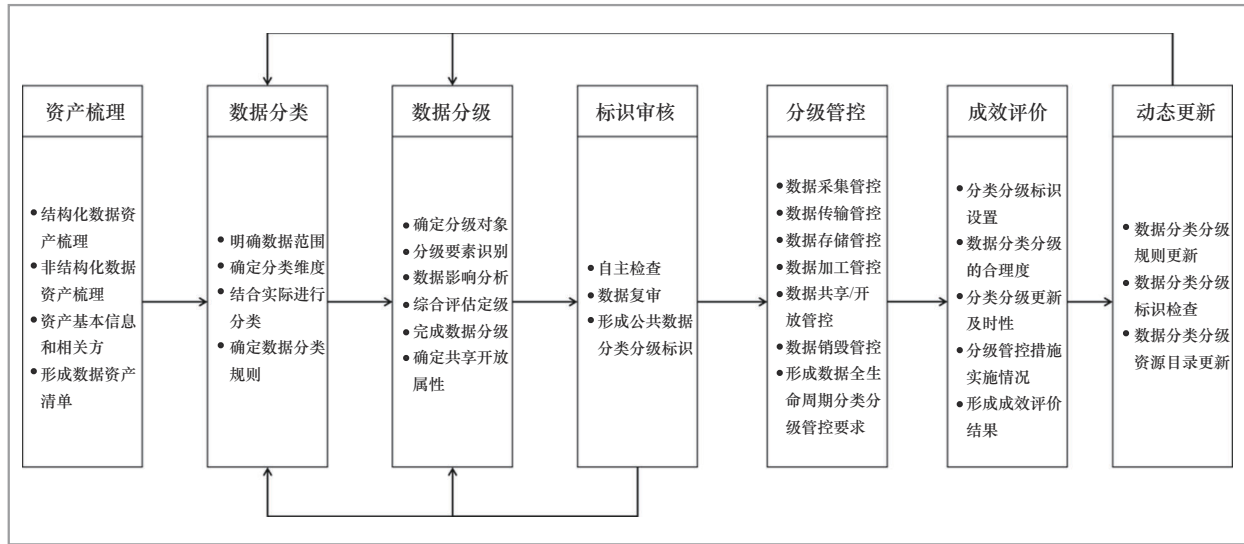 资产梳理
• 结构化数据资
产梳理
• 非结构化数据
资产梳理
• 资产基本信息
和相关方
• 形成数据资产
清单
数据分类
• 明确数据范围
• 确定分类维度
• 结合实际进行
分类
• 确定数据分类
规则
数据分级
• 确定分级对象
• 分级要素识别
• 数据影响分析
• 综合评估定级
• 完成数据分级
• 确定共享开放
属性
标识审核
• 自主检查
• 数据复审
• 形成公共数据
分类分级标识
分级管控
• 数据采集管控
• 数据传输管控
• 数据存储管控
• 数据加工管控
• 数据共享/开
放管控
• 数据销毁管控
• 形成数据全生
命周期分类分
级管控要求
成效评价
• 分类分级标识
设置
• 数据分类分级
的合理度
• 分类分级更新
及时性
• 分级管控措施
实施情况
• 形成成效评价
结果
动态更新
• 数据分类分级
规则更新
• 数据分类分级
标识检查
• 数据分类分级
资源目录更新